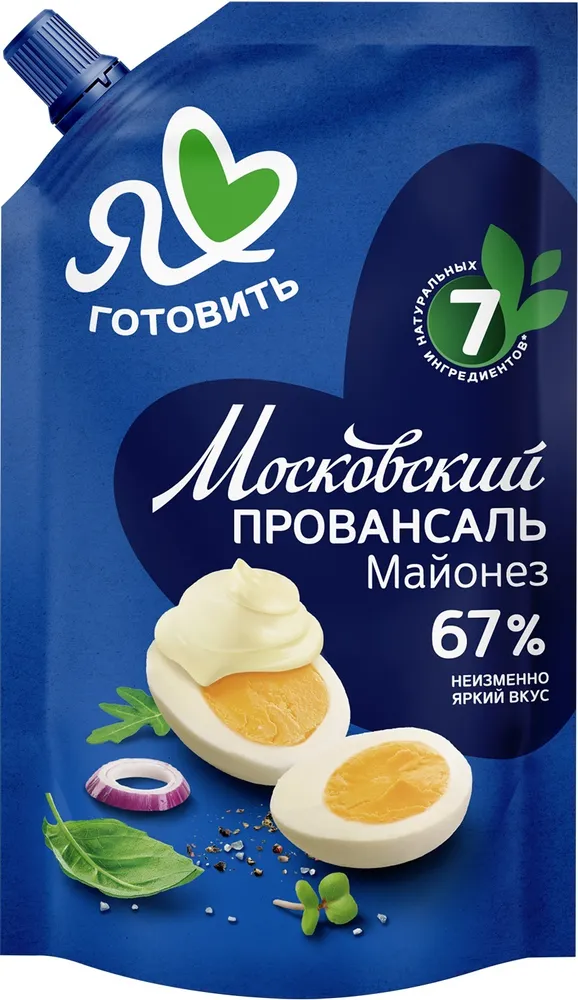 Я
ГОТОВИТЬ
НАТУРАЛЬНЫХ
7
ИНГРЕДИЕНТОВ*
Московский
ПРОВАНСАЛЬ
Майонез
67%
НЕИЗМЕННО
ЯРКИЙ ВКУС